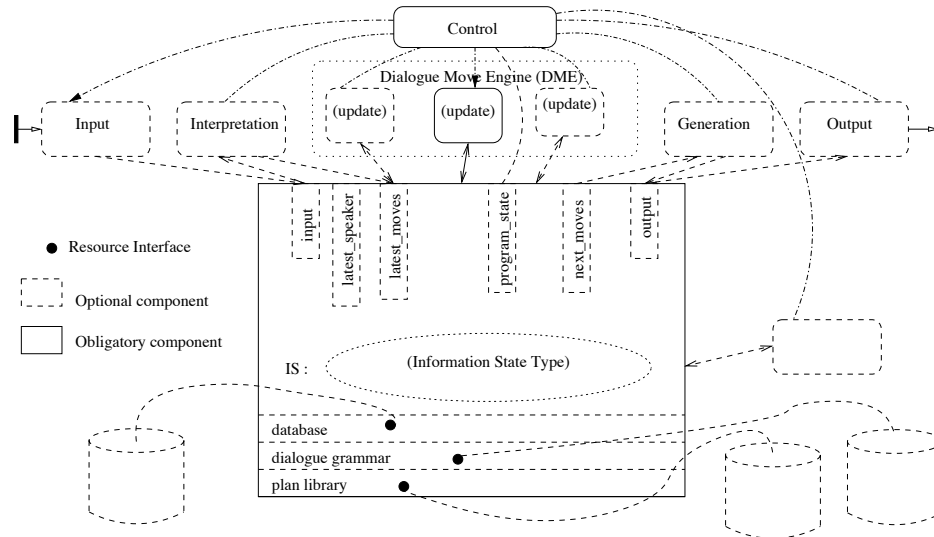 Control
Dialogue Move Engine (DME)
Input
Interpretation
(update)
(update)
(update)
Generation
Output
input
latest_speaker
latest_moves
program_state
next_moves
output
Resource Interface
Optional component
Obligatory component
IS :
(Information State Type)
database
dialogue grammar
plan library